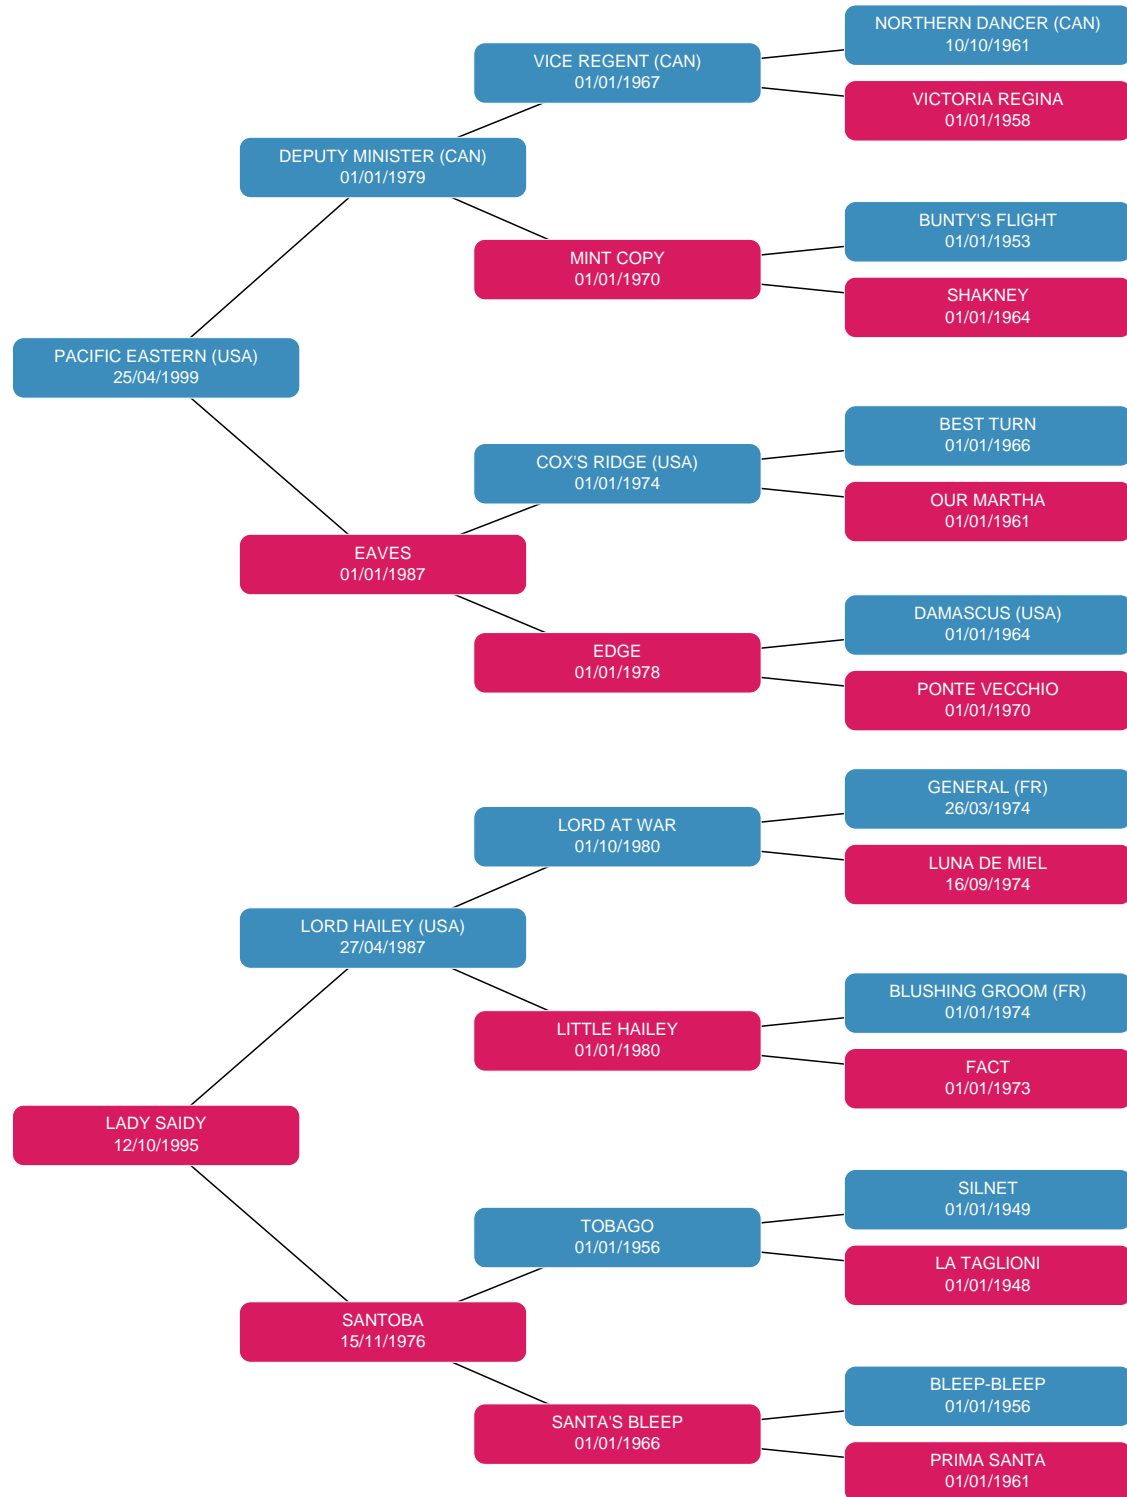 NORTHERN DANCER (CAN)
10/10/1961
VICE REGENT (CAN)
01/01/1967
VICTORIA REGINA
01/01/1958
DEPUTY MINISTER (CAN)
01/01/1979
BUNTY'S FLIGHT
01/01/1953
MINT COPY
01/01/1970
SHAKNEY
01/01/1964
PACIFIC EASTERN (USA)
25/04/1999
BEST TURN
01/01/1966
COX'S RIDGE (USA)
01/01/1974
OUR MARTHA
01/01/1961
EAVES
01/01/1987
DAMASCUS (USA)
01/01/1964
EDGE
01/01/1978
PONTE VECCHIO
01/01/1970
GENERAL (FR)
26/03/1974
LORD AT WAR
01/10/1980
LUNA DE MIEL
16/09/1974
LORD HAILEY (USA)
27/04/1987
BLUSHING GROOM (FR)
01/01/1974
LITTLE HAILEY
01/01/1980
FACT
01/01/1973
LADY SAIDY
12/10/1995
SILNET
01/01/1949
TOBAGO
01/01/1956
LA TAGLIONI
01/01/1948
SANTOBA
15/11/1976
BLEEP-BLEEP
01/01/1956
SANTA'S BLEEP
01/01/1966
PRIMA SANTA
01/01/1961